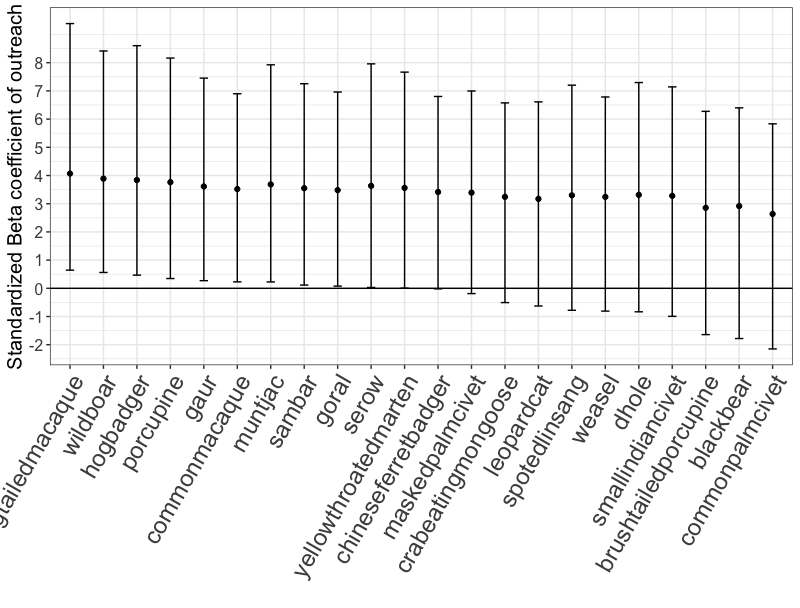 Standardized Beta coefficient of outreach
8
7
6
5
4
3
2
1
0
-1
-2
gtailedmacaque
wildboar
hogbadger
porcupine
gaur
commonmacaque
muntjac
sambar
goral
serow
yellowthroatedmarten
chineseferretbadger
maskedpalmcivet
crabeatingmongoose
leopardcat
spotedlinsang
weasel
dhole
smallindiancivet
brushtailedporcupine
blackbear
commonpalmcivet